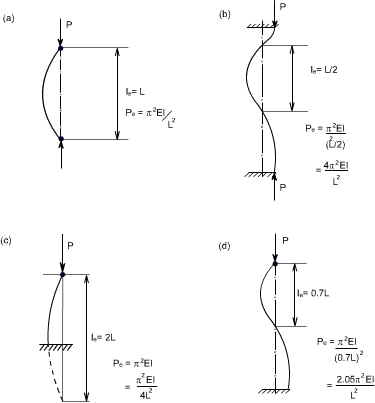 (a)
P
lₑ= L
Pₑ = π²EI/L²
(b)
P
lₑ= L/2
Pₑ = π²EI
(L/2)²
= 4π²EI
L²
P
(c)
P
lₑ= 2L
Pₑ = π²EI
= π²EI
4L²
(d)
P
lₑ= 0.7L
Pₑ = π²EI
(0.7L)²
= 2.05π²EI
L²